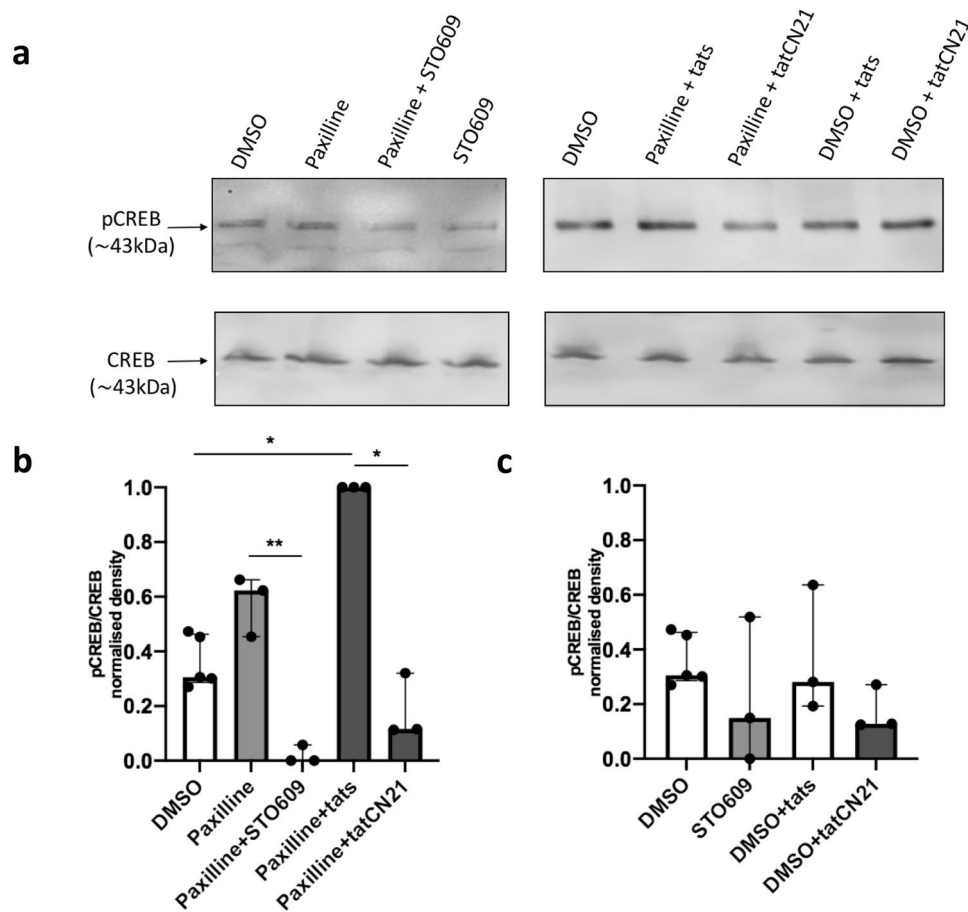 a
DMSO
Paxilline
Paxilline + STO609
STO609
DMSO
Paxilline + tats
Paxilline + tatCN21
DMSO + tats
DMSO + tatCN21
pCREB
(~43kDa)
CREB
(~43kDa)
b
*
*
**
pCREB/CREB
normalised density
1.0
0.8
0.6
0.4
0.2
0.0
DMSO
Paxilline
Paxilline+STO609
Paxilline+tats
Paxilline+tatCN21
c
pCREB/CREB
normalised density
1.0
0.8
0.6
0.4
0.2
0.0
DMSO
STO609
DMSO+tats
DMSO+tatCN21